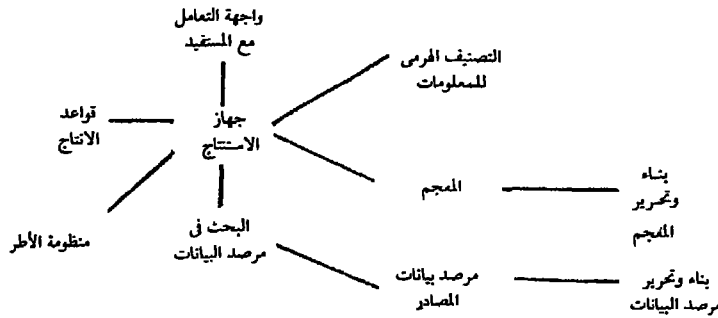 واجهة التعامل
مع المستفيد
التصنيف الهرمى
للمعلومات
قواعد
الانتاج
جهاز
الاستنتاج
المعجم
بناء
وتحرير
المعجم
منظومة الأطر
البحث فى
مرصد البيانات
مرصد بيانات
المصادر
بناء وتحرير
مرصد البيانات